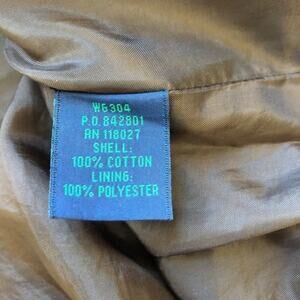 W6304
P.O. 842801
RN 118027
SHELL:
100% COTTON
LINING:
100% POLYESTER